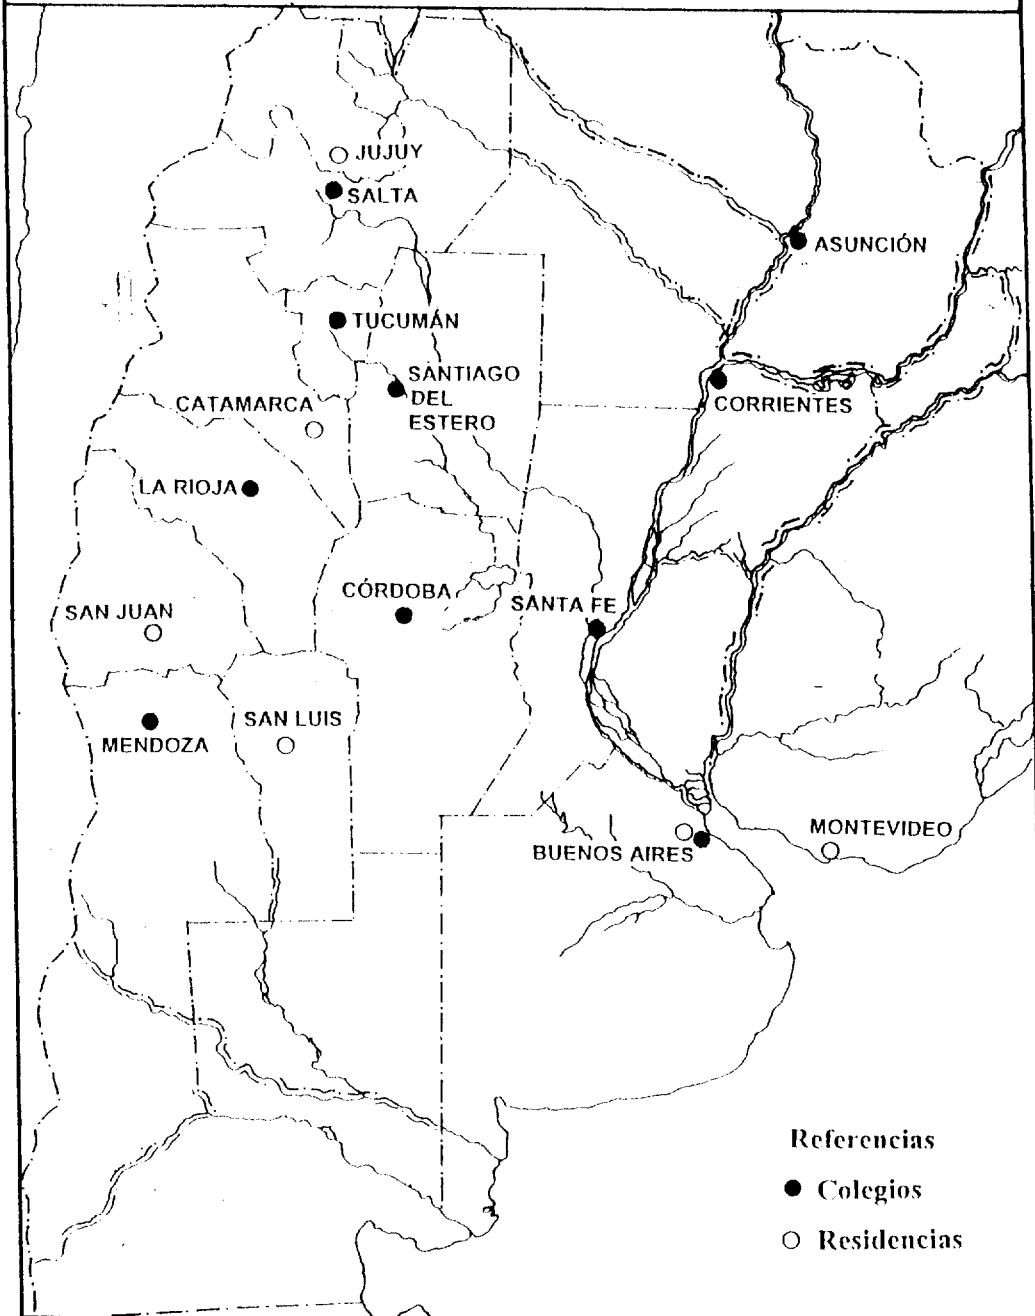 JUJUY
SALTA
ASUNCIÓN
TUCUMÁN
SANTIAGO
DEL
ESTERO
CATAMARCA
CORRIENTES
LA RIOJA
CÓRDOBA
SANTA FE
SAN JUAN
SAN LUIS
MENDOZA
MONTEVIDEO
BUENOS AIRES
Referencias
Colegios
Residencias